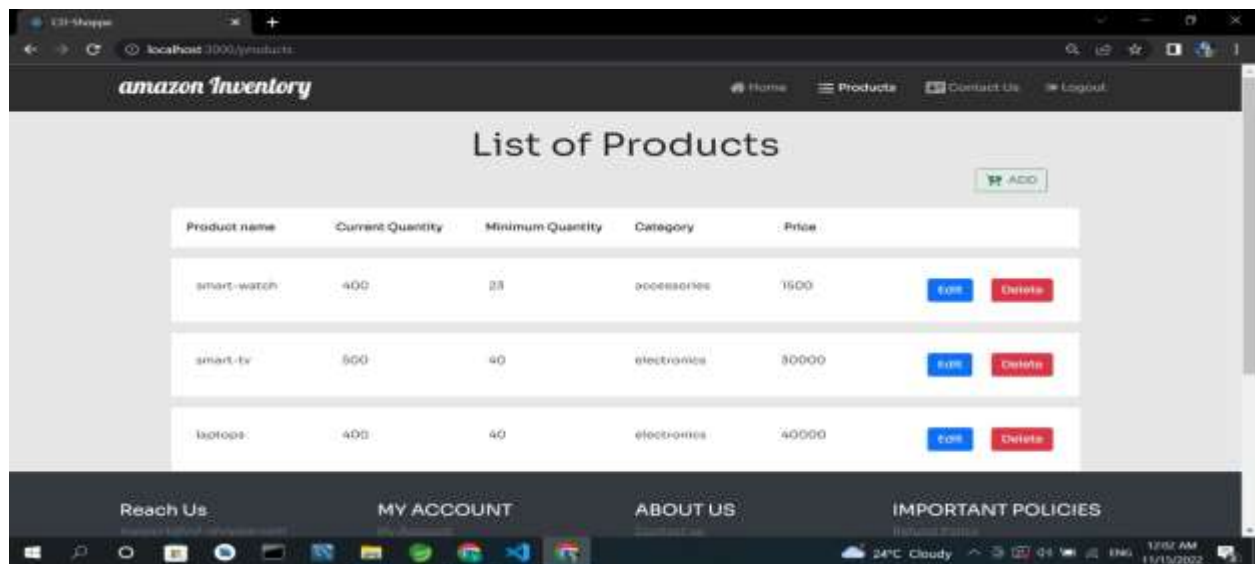 localhost:3000/products
amazon Inventory Home Products Contact Us Logout
List of Products
ADD
Product name Current Quantity Minimum Quantity Category Price
smart-watch 400 23 accessories 1500 Edit Delete
smart-tv 500 40 electronics 30000 Edit Delete
laptops 400 40 electronics 40000 Edit Delete
Reach Us MY ACCOUNT ABOUT US IMPORTANT POLICIES
24°C Cloudy ENG 12:02 AM
11/15/2022